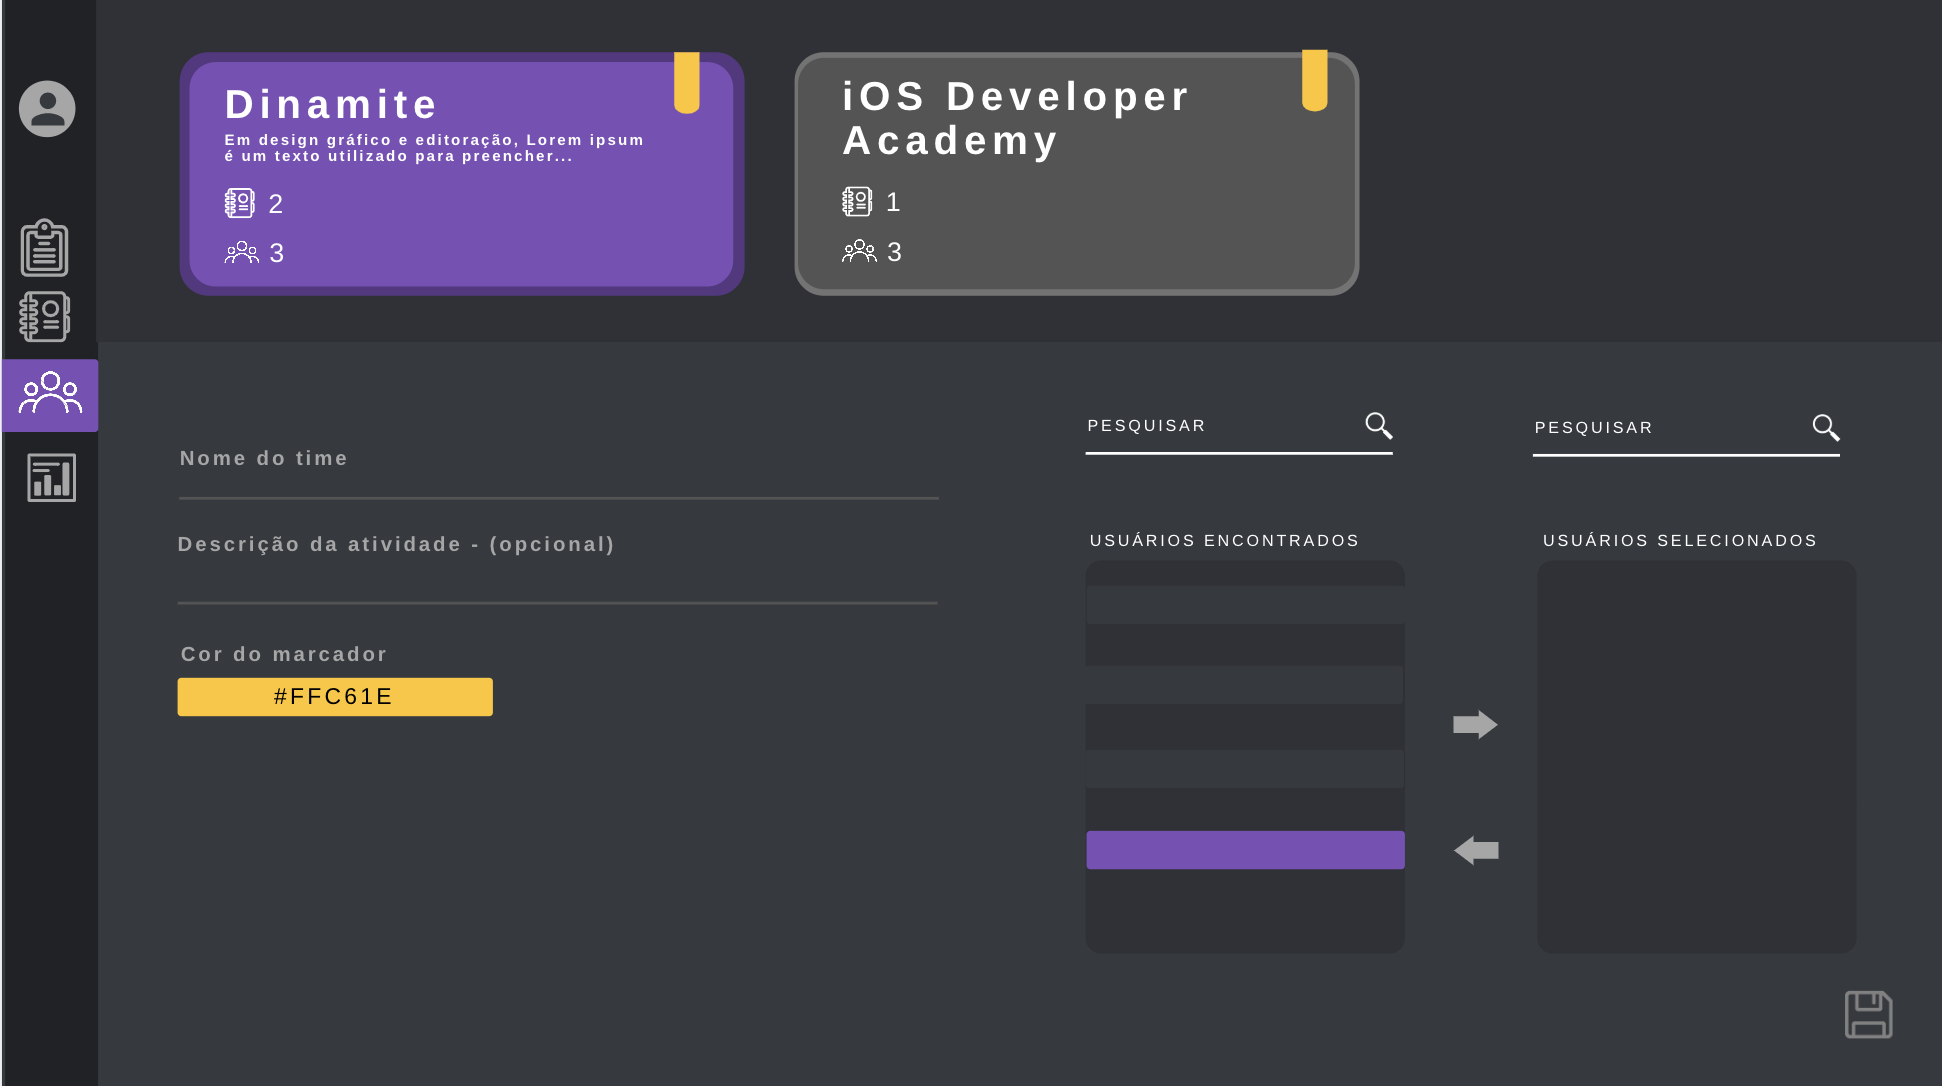 Dinamite
Em design gráfico e editoração, Lorem ipsum
é um texto utilizado para preencher...
2
3
iOS Developer
Academy
1
3
Nome do time
Descrição da atividade - (opcional)
Cor do marcador
#FFC61E
PESQUISAR
PESQUISAR
USUÁRIOS ENCONTRADOS
USUÁRIOS SELECIONADOS